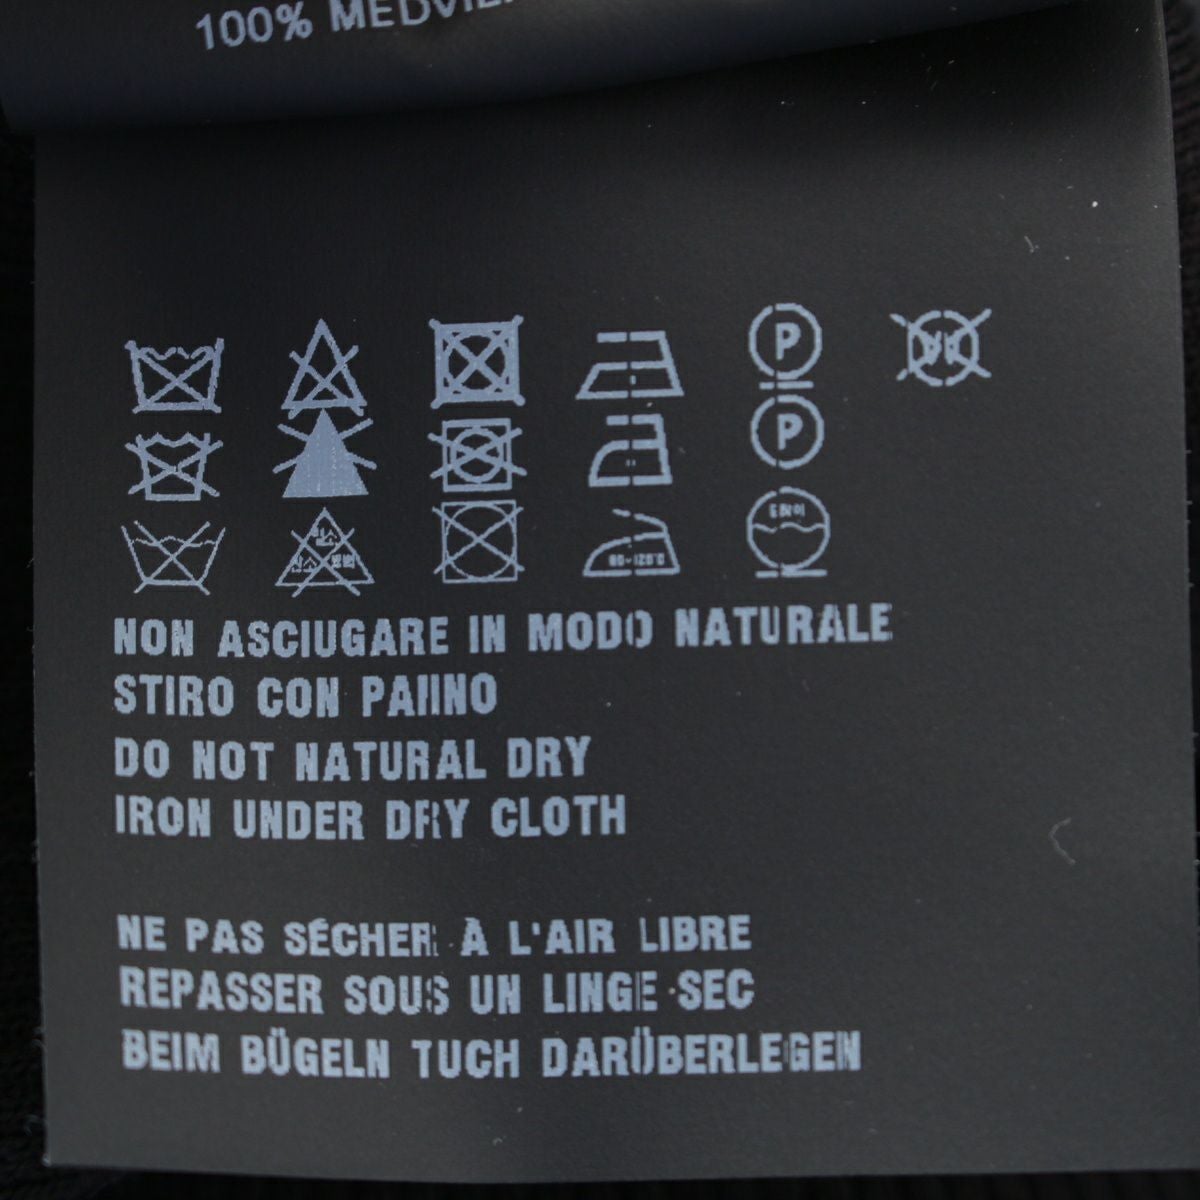 100%
P
P
NON ASCIUGARE IN MODO NATURALE
STIRO CON PANNO
DO NOT NATURAL DRY
IRON UNDER DRY CLOTH
NE PAS SÉCHER À L'AIR LIBRE
REPASSER SOUS UN LINGE SEC
BEIM BÜGELN TUCH DARÜBERLEGEN